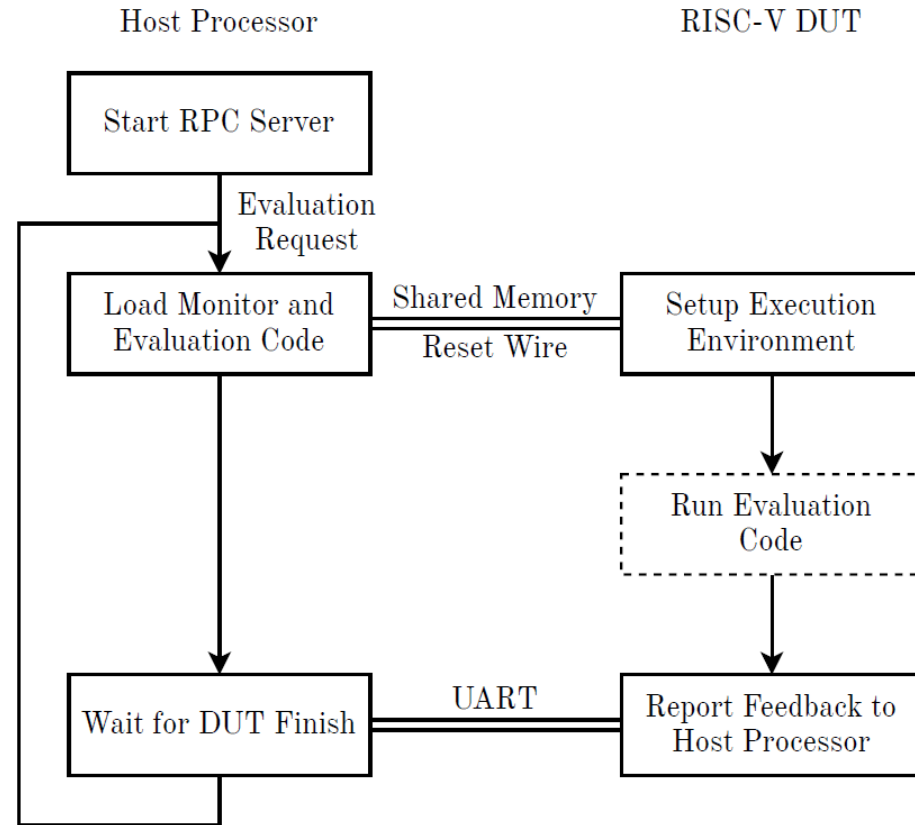 Host Processor
RISC-V DUT
Start RPC Server
Evaluation
Request
Load Monitor and
Evaluation Code
Shared Memory
Reset Wire
Setup Execution
Environment
Run Evaluation
Code
Wait for DUT Finish
UART
Report Feedback to
Host Processor